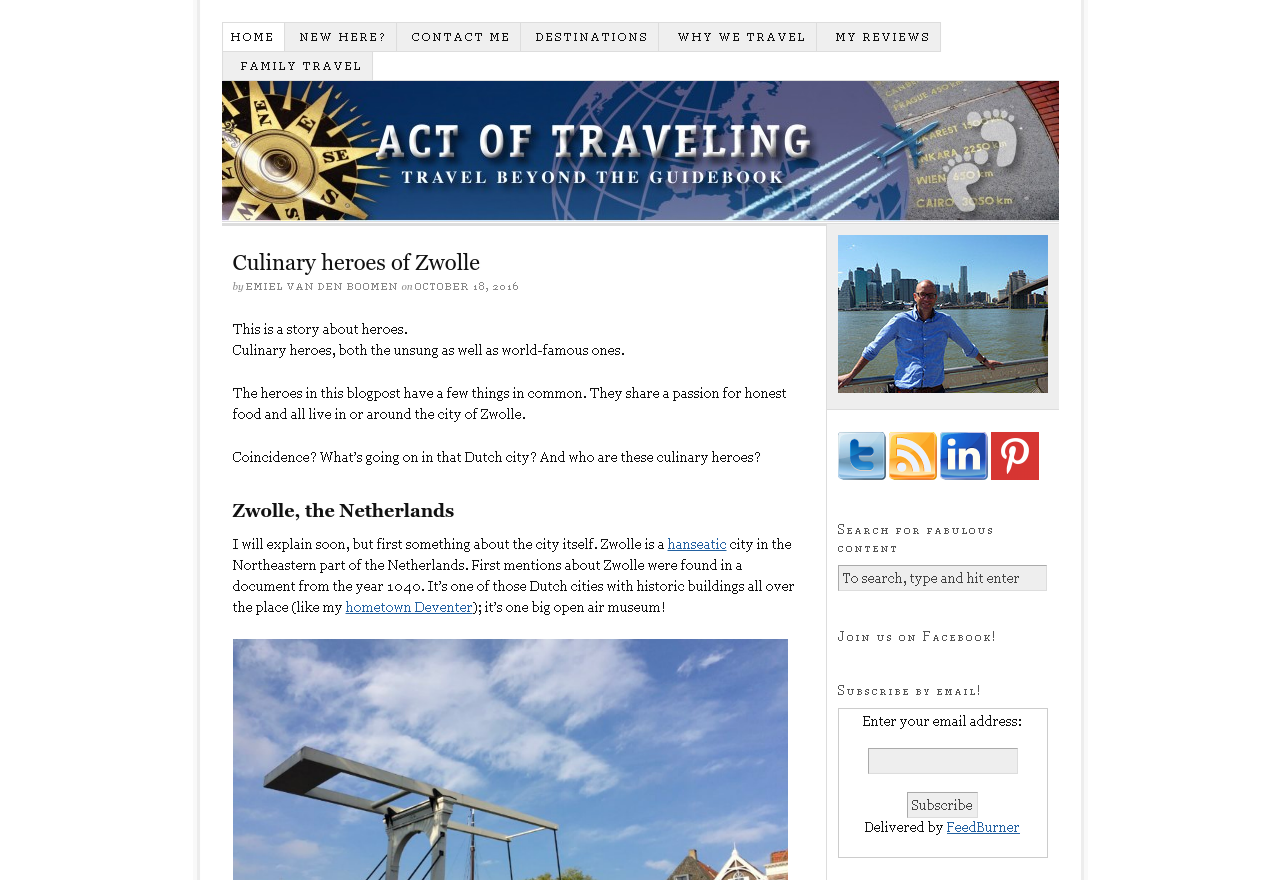 HOME NEW HERE? CONTACT ME DESTINATIONS WHY WE TRAVEL MY REVIEWS
FAMILY TRAVEL
NE
E
SE
S
ACT OF TRAVELING
TRAVEL BEYOND THE GUIDEBOOK
PRAGUE 450 km
ANKARA 2250 km
WIEN 650 km
CAIRO 3050 km
Culinary heroes of Zwolle
by EMIEL VAN DEN BOOMEN on OCTOBER 18, 2016
This is a story about heroes.
Culinary heroes, both the unsung as well as world-famous ones.
The heroes in this blogpost have a few things in common. They share a passion for honest
food and all live in or around the city of Zwolle.
Coincidence? What's going on in that Dutch city? And who are these culinary heroes?
Zwolle, the Netherlands
I will explain soon, but first something about the city itself. Zwolle is a hanseatic city in the
Northeastern part of the Netherlands. First mentions about Zwolle were found in a
document from the year 1040. It's one of those Dutch cities with historic buildings all over
the place (like my hometown Deventer); it's one big open air museum!
in
Search for fabulous
content
To search, type and hit enter
Join us on Facebook!
Subscribe by email!
Enter your email address:
Subscribe
Delivered by FeedBurner